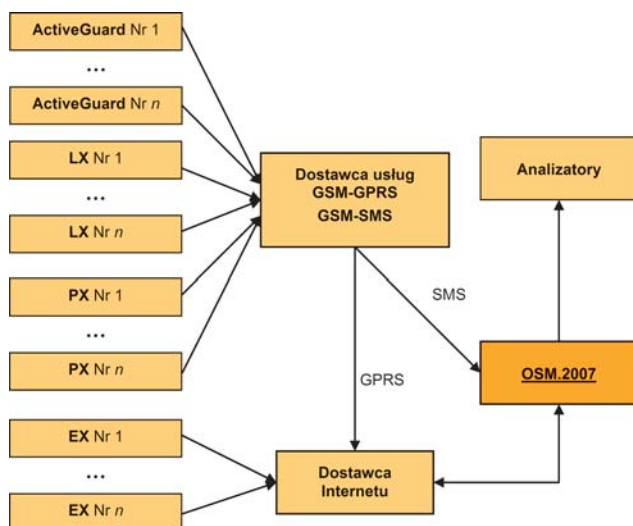 ActiveGuard Nr 1
...
ActiveGuard Nr n
LX Nr 1
...
LX Nr n
PX Nr 1
...
PX Nr n
EX Nr 1
...
EX Nr n
Dostawca usług
GSM-GPRS
GSM-SMS
SMS
GPRS
Dostawca
Internetu
Analizatory
OSM.2007